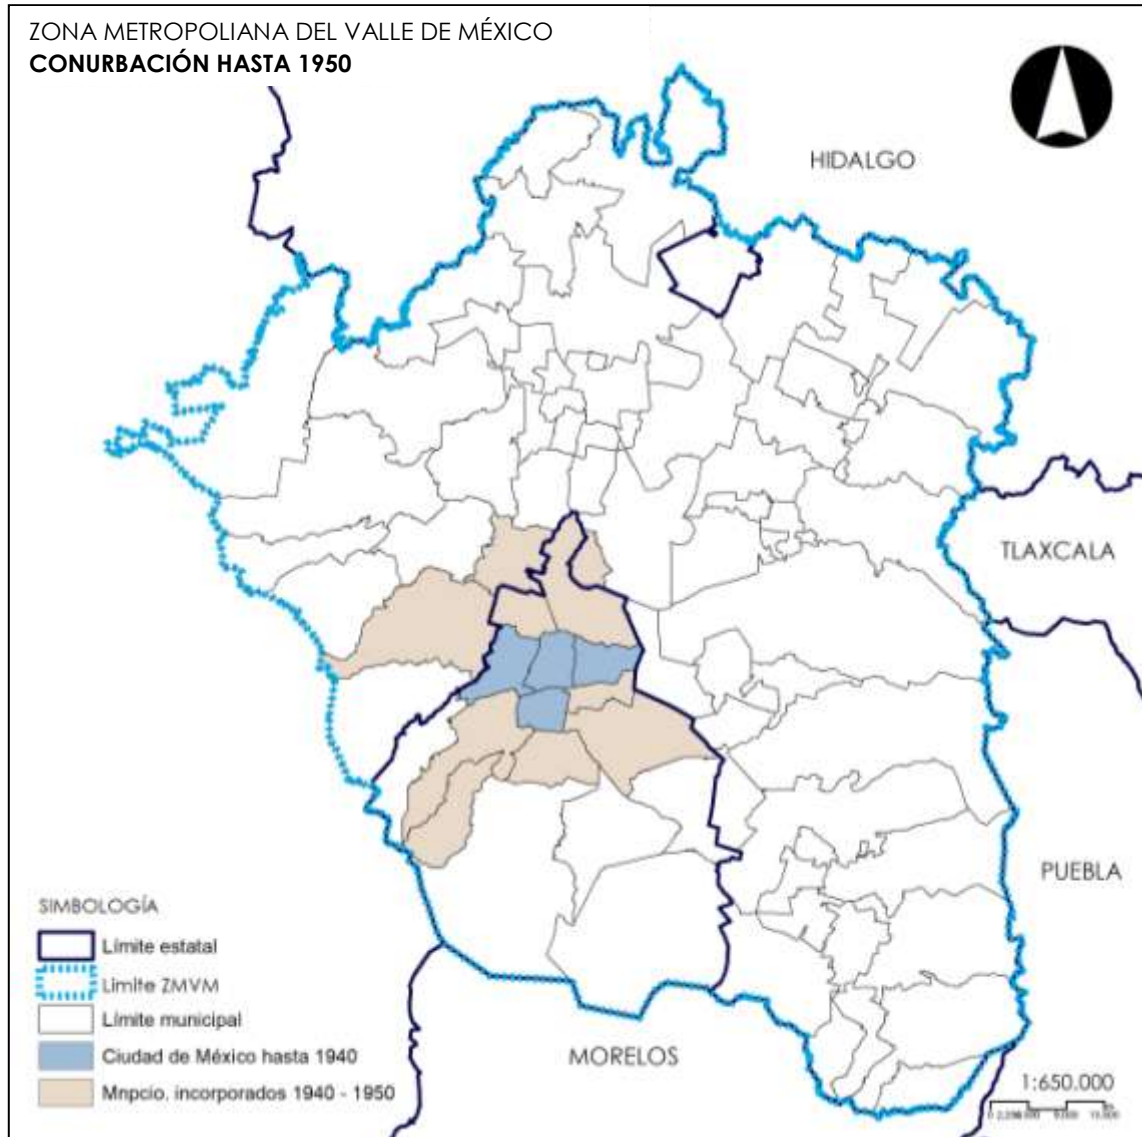 ZONA METROPOLIANA DEL VALLE DE MÉXICO
CONURBACIÓN HASTA 1950
HIDALGO
TLAXCALA
PUEBLA
MORELOS
SIMBOLOGÍA
Límite estatal
Límite ZMVM
Límite municipal
Ciudad de México hasta 1940
Mnpcio. incorporados 1940 - 1950
1:650.000